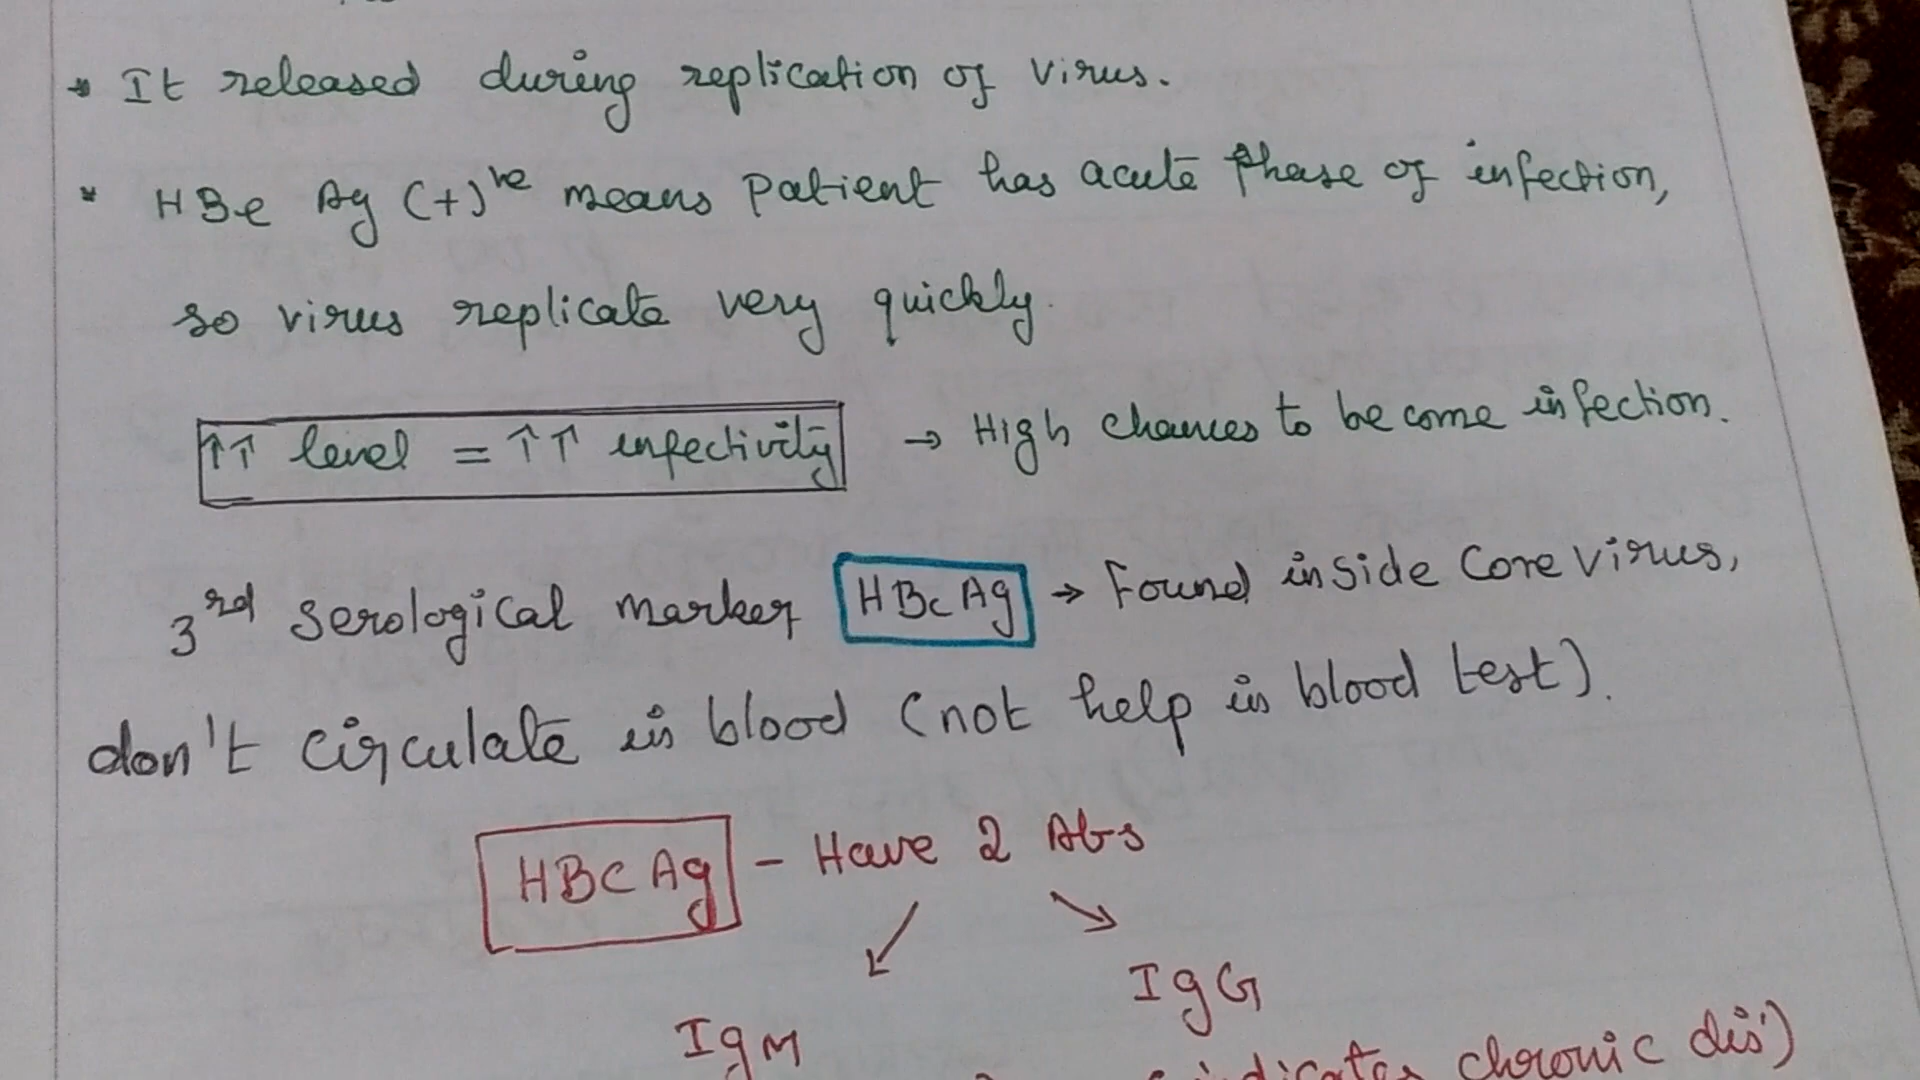 * It released during replication of virus.
* HBe Ag (+)ve means patient has acute phase of infection,
so virus replicate very quickly.
↑↑ level = ↑↑ infectivity → High chances to become infection.
3rd serological marker HBcAg → Found inside core virus,
don't circulate in blood (not help in blood test).
HBC Ag - Have 2 Abs
IgM IgG
indicates chronic dis')